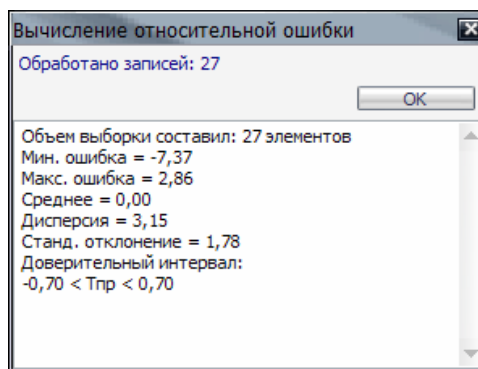 Вычисление относительной ошибки
Обработано записей: 27
OK
Объем выборки составил: 27 элементов
Мин. ошибка = -7,37
Макс. ошибка = 2,86
Среднее = 0,00
Дисперсия = 3,15
Станд. отклонение = 1,78
Доверительный интервал:
-0,70 < Тпр < 0,70